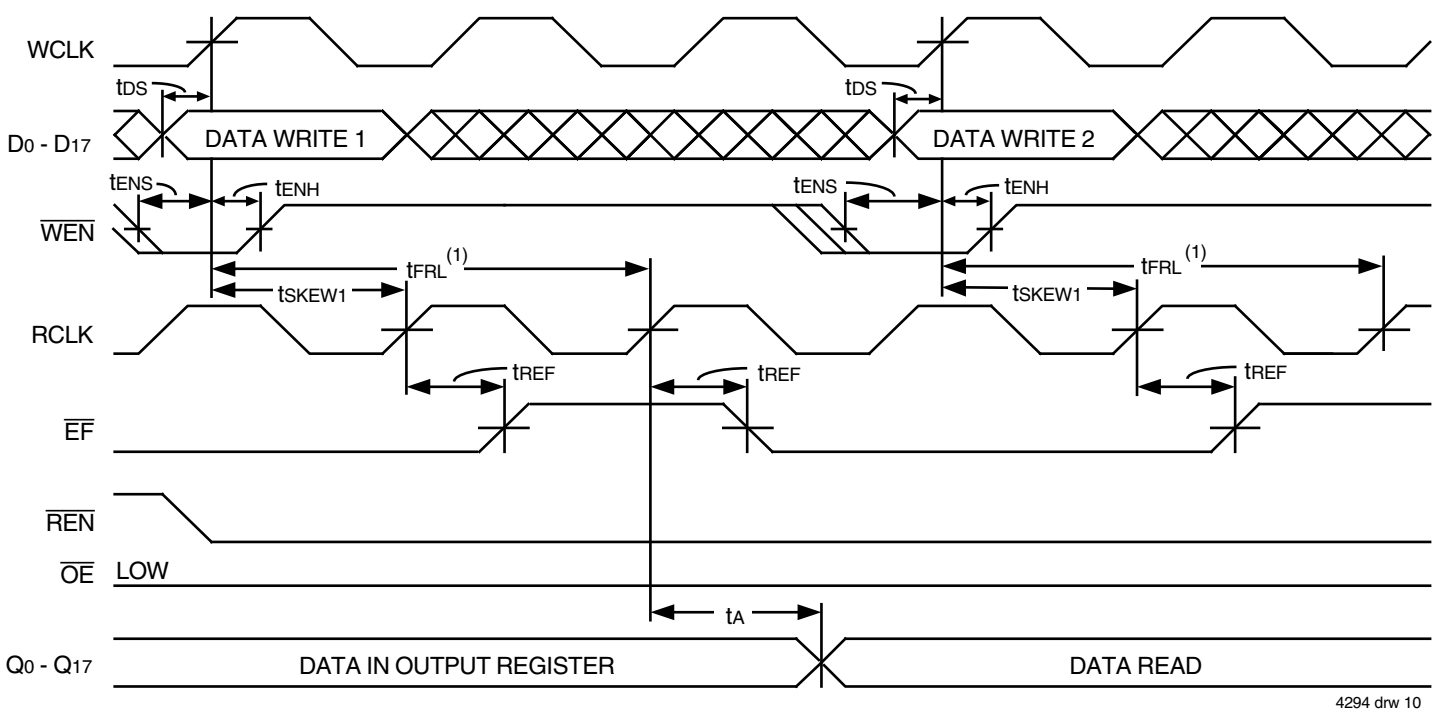 WCLK
tDS tDS
D0 - D17 DATA WRITE 1 DATA WRITE 2
tENS tENH tENS tENH
WEN
tFRL(1) tFRL(1)
tSKEW1 tSKEW1
RCLK
tREF tREF tREF
EF
REN
OE LOW
tA
Q0 - Q17 DATA IN OUTPUT REGISTER DATA READ
4294 drw 10